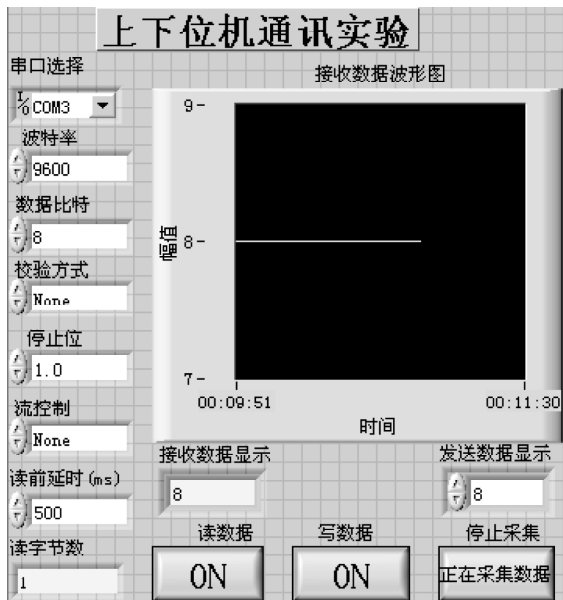 上下位机通讯实验
串口选择
I/O COM3
波特率
9600
数据比特
8
校验方式
None
停止位
1.0
流控制
None
读前延时(ms)
500
读字节数
1
接收数据波形图
幅值
9
8
7
00:09:51
00:11:30
时间
接收数据显示
8
发送数据显示
8
读数据
ON
写数据
ON
停止采集
正在采集数据